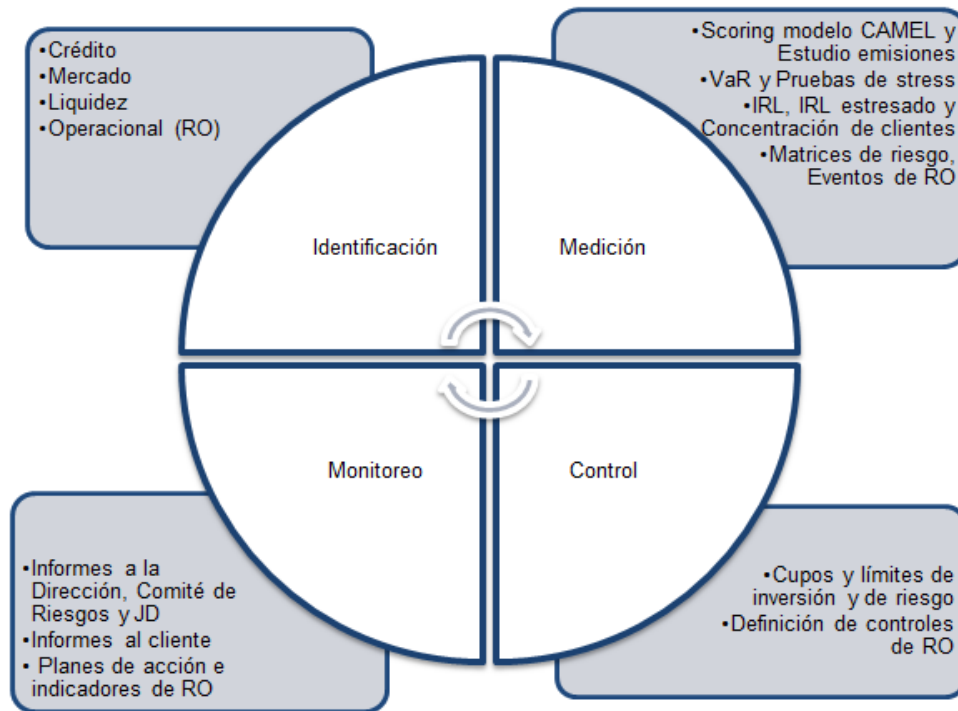 •Crédito
•Mercado
•Liquidez
•Operacional (RO)
•Scoring modelo CAMEL y
Estudio emisiones
•VaR y Pruebas de stress
•IRL, IRL estresado y
Concentración de clientes
•Matrices de riesgo,
Eventos de RO
Identificación
Medición
Monitoreo
Control
•Informes a la
Dirección, Comité de
Riesgos y JD
•Informes al cliente
• Planes de acción e
indicadores de RO
•Cupos y límites de
inversión y de riesgo
•Definición de controles
de RO